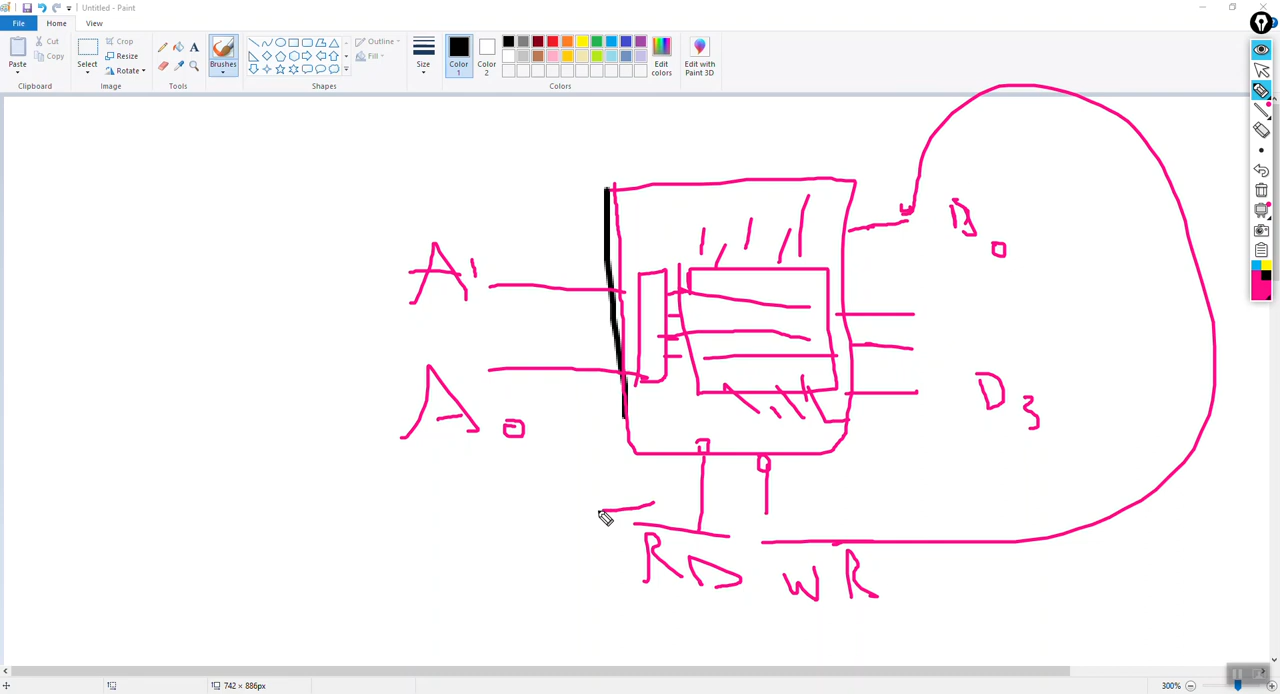 Untitled - Paint
File Home View
Paste
Cut
Copy
Clipboard
Select
Crop
Resize
Rotate
Image
A
Tools
Brushes
Shapes
Outline
Fill
Size
Color 1
Color 2
Edit colors
Colors
Edit with Paint 3D
A1
A0
D0
D3
RD
WR
742 × 886px
300%